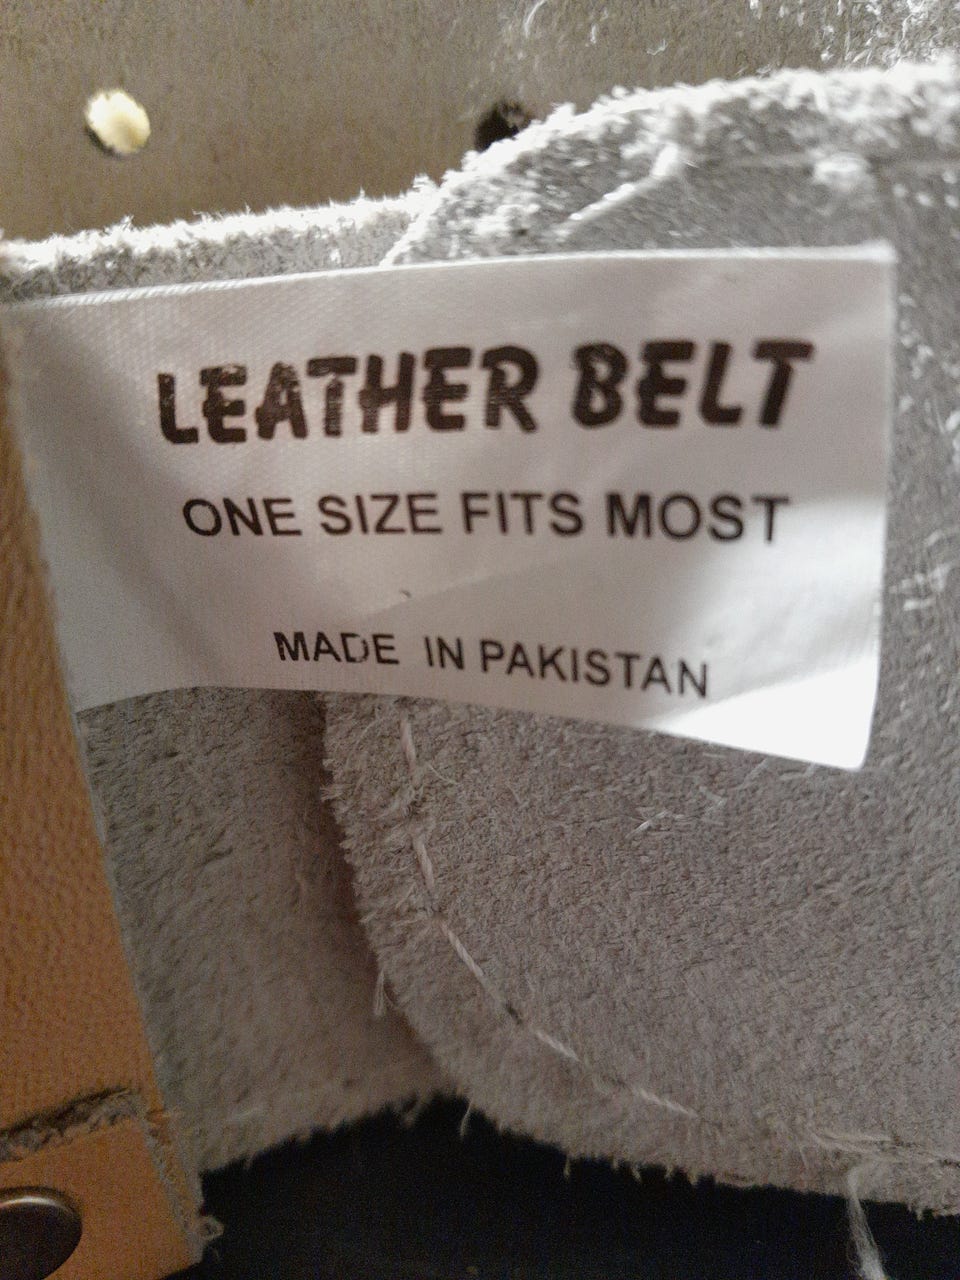 LEATHER BELT
ONE SIZE FITS MOST
MADE IN PAKISTAN